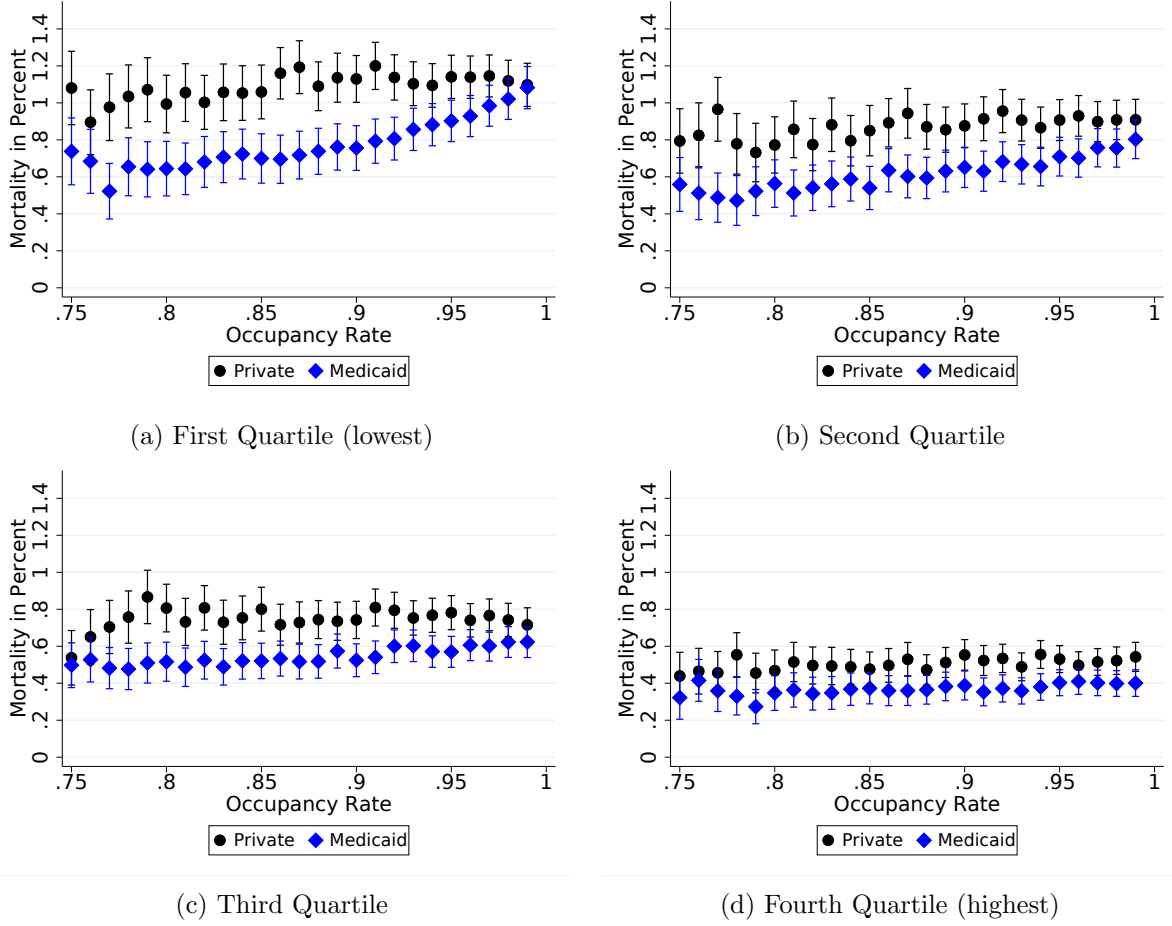 Mortality in Percent
0 .2 .4 .6 .8 1 1.2 1.4
.75 .8 .85 .9 .95 1
Occupancy Rate
Private Medicaid
(a) First Quartile (lowest)
Mortality in Percent
0 .2 .4 .6 .8 1 1.2 1.4
.75 .8 .85 .9 .95 1
Occupancy Rate
Private Medicaid
(b) Second Quartile
Mortality in Percent
0 .2 .4 .6 .8 1 1.2 1.4
.75 .8 .85 .9 .95 1
Occupancy Rate
Private Medicaid
(c) Third Quartile
Mortality in Percent
0 .2 .4 .6 .8 1 1.2 1.4
.75 .8 .85 .9 .95 1
Occupancy Rate
Private Medicaid
(d) Fourth Quartile (highest)